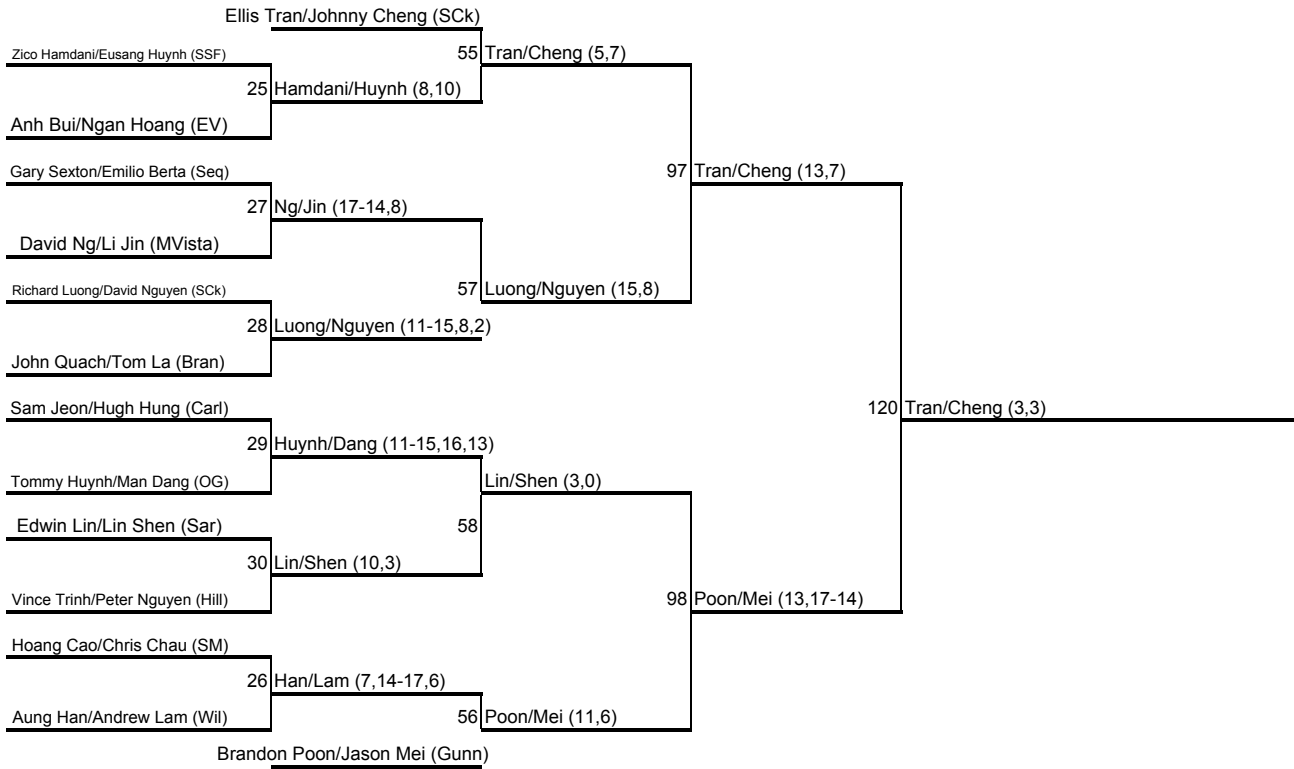 Ellis Tran/Johnny Cheng (SCk)
Zico Hamdani/Eusang Huynh (SSF)
55 Tran/Cheng (5,7)
25 Hamdani/Huynh (8,10)
Anh Bui/Ngan Hoang (EV)
Gary Sexton/Emilio Berta (Seq)
97 Tran/Cheng (13,7)
27 Ng/Jin (17-14,8)
David Ng/Li Jin (MVista)
Richard Luong/David Nguyen (SCk)
57 Luong/Nguyen (15,8)
28 Luong/Nguyen (11-15,8,2)
John Quach/Tom La (Bran)
Sam Jeon/Hugh Hung (Carl)
120 Tran/Cheng (3,3)
29 Huynh/Dang (11-15,16,13)
Tommy Huynh/Man Dang (OG)
Lin/Shen (3,0)
Edwin Lin/Lin Shen (Sar)
58
30 Lin/Shen (10,3)
Vince Trinh/Peter Nguyen (Hill)
98 Poon/Mei (13,17-14)
Hoang Cao/Chris Chau (SM)
26 Han/Lam (7,14-17,6)
Aung Han/Andrew Lam (Wil)
56 Poon/Mei (11,6)
Brandon Poon/Jason Mei (Gunn)